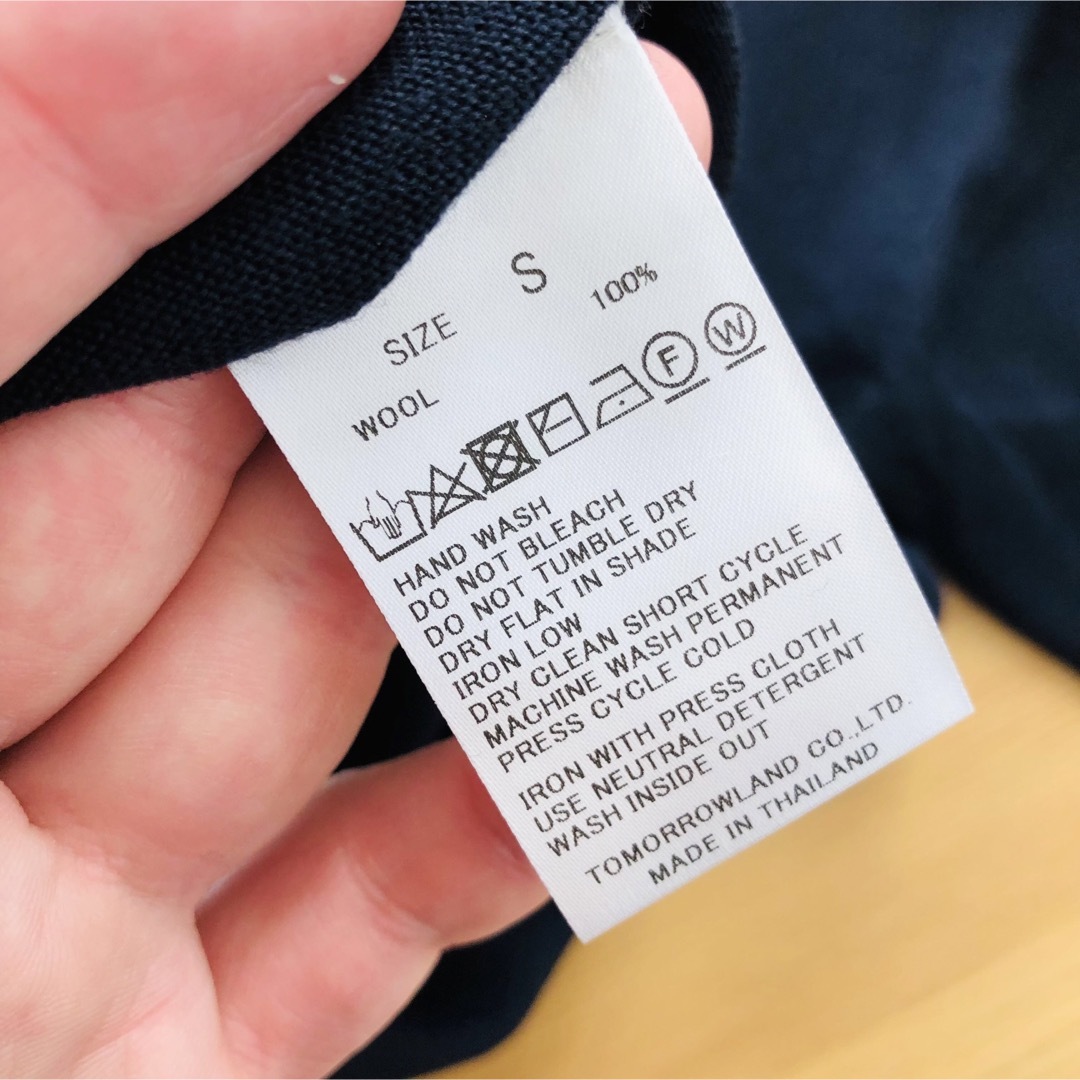 SIZE S
WOOL 100%
F W
HAND WASH
DO NOT BLEACH
DO NOT TUMBLE DRY
DRY FLAT IN SHADE
IRON LOW
DRY CLEAN SHORT CYCLE
MACHINE WASH PERMANENT
PRESS CYCLE COLD
IRON WITH PRESS CLOTH
USE NEUTRAL DETERGENT
WASH INSIDE OUT
TOMORROWLAND CO.,LTD.
MADE IN THAILAND